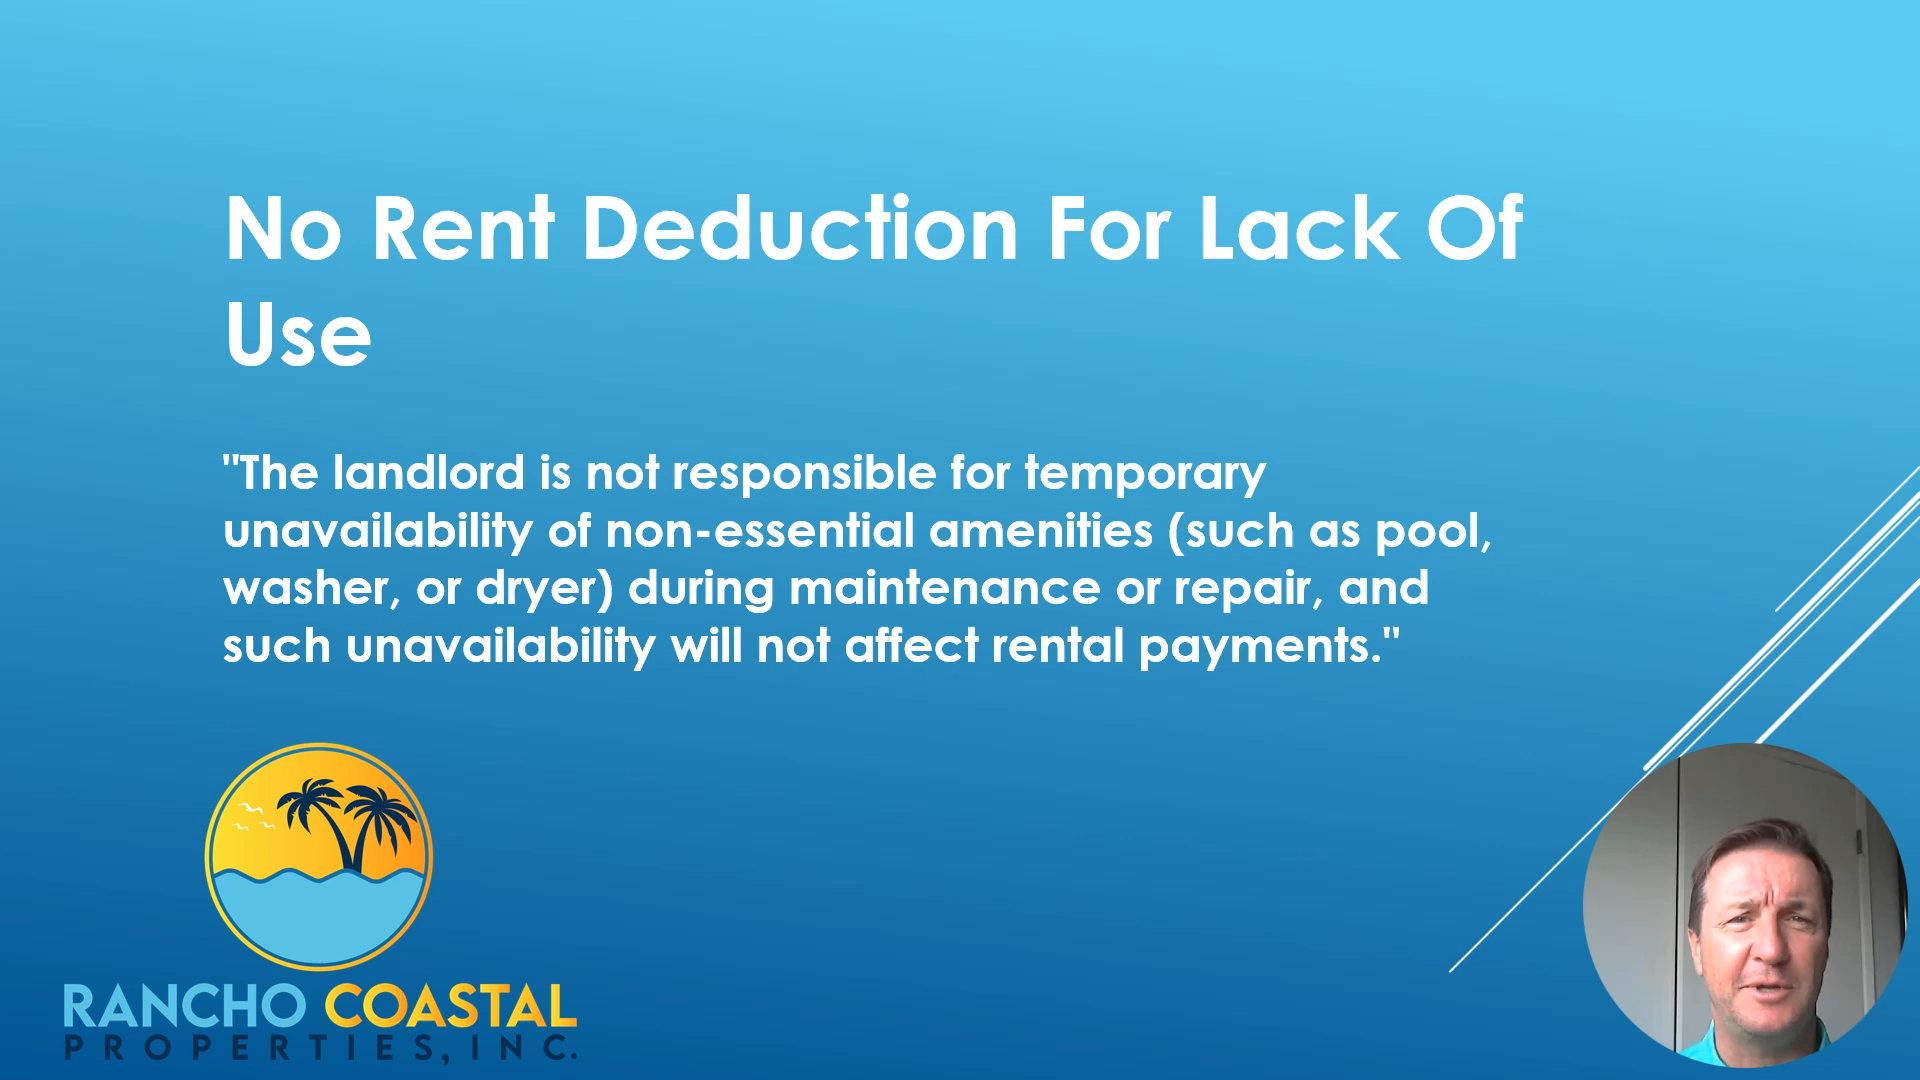 No Rent Deduction For Lack Of
Use
"The landlord is not responsible for temporary
unavailability of non-essential amenities (such as pool,
washer, or dryer) during maintenance or repair, and
such unavailability will not affect rental payments."
RANCHO COASTAL
PROPERTIES, INC.